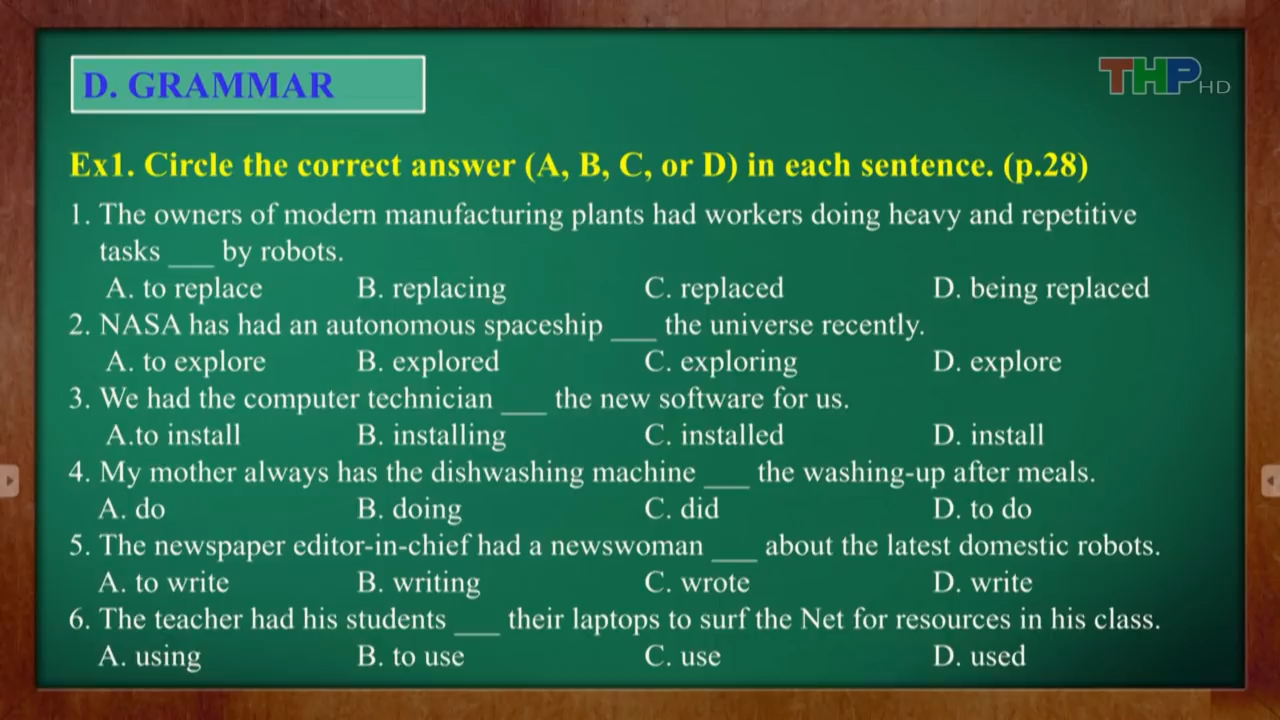 D. GRAMMAR
THP HD
Ex1. Circle the correct answer (A, B, C, or D) in each sentence. (p.28)
1. The owners of modern manufacturing plants had workers doing heavy and repetitive
tasks ___ by robots.
A. to replace B. replacing C. replaced D. being replaced
2. NASA has had an autonomous spaceship ___ the universe recently.
A. to explore B. explored C. exploring D. explore
3. We had the computer technician ___ the new software for us.
A.to install B. installing C. installed D. install
4. My mother always has the dishwashing machine ___ the washing-up after meals.
A. do B. doing C. did D. to do
5. The newspaper editor-in-chief had a newswoman ___ about the latest domestic robots.
A. to write B. writing C. wrote D. write
6. The teacher had his students ___ their laptops to surf the Net for resources in his class.
A. using B. to use C. use D. used